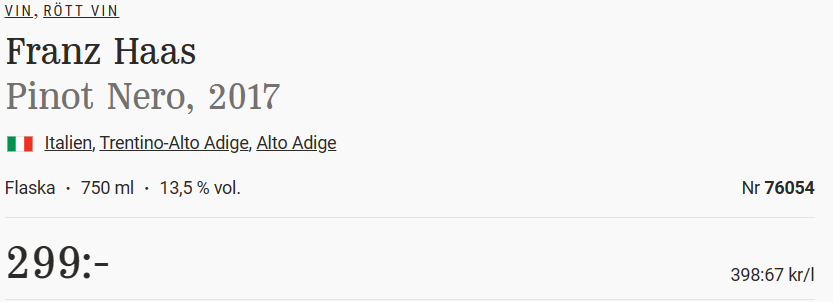 VIN, RÖTT VIN
Franz Haas
Pinot Nero, 2017
Italien, Trentino-Alto Adige, Alto Adige
Flaska · 750 ml · 13,5 % vol. Nr 76054
299:- 398:67 kr/l